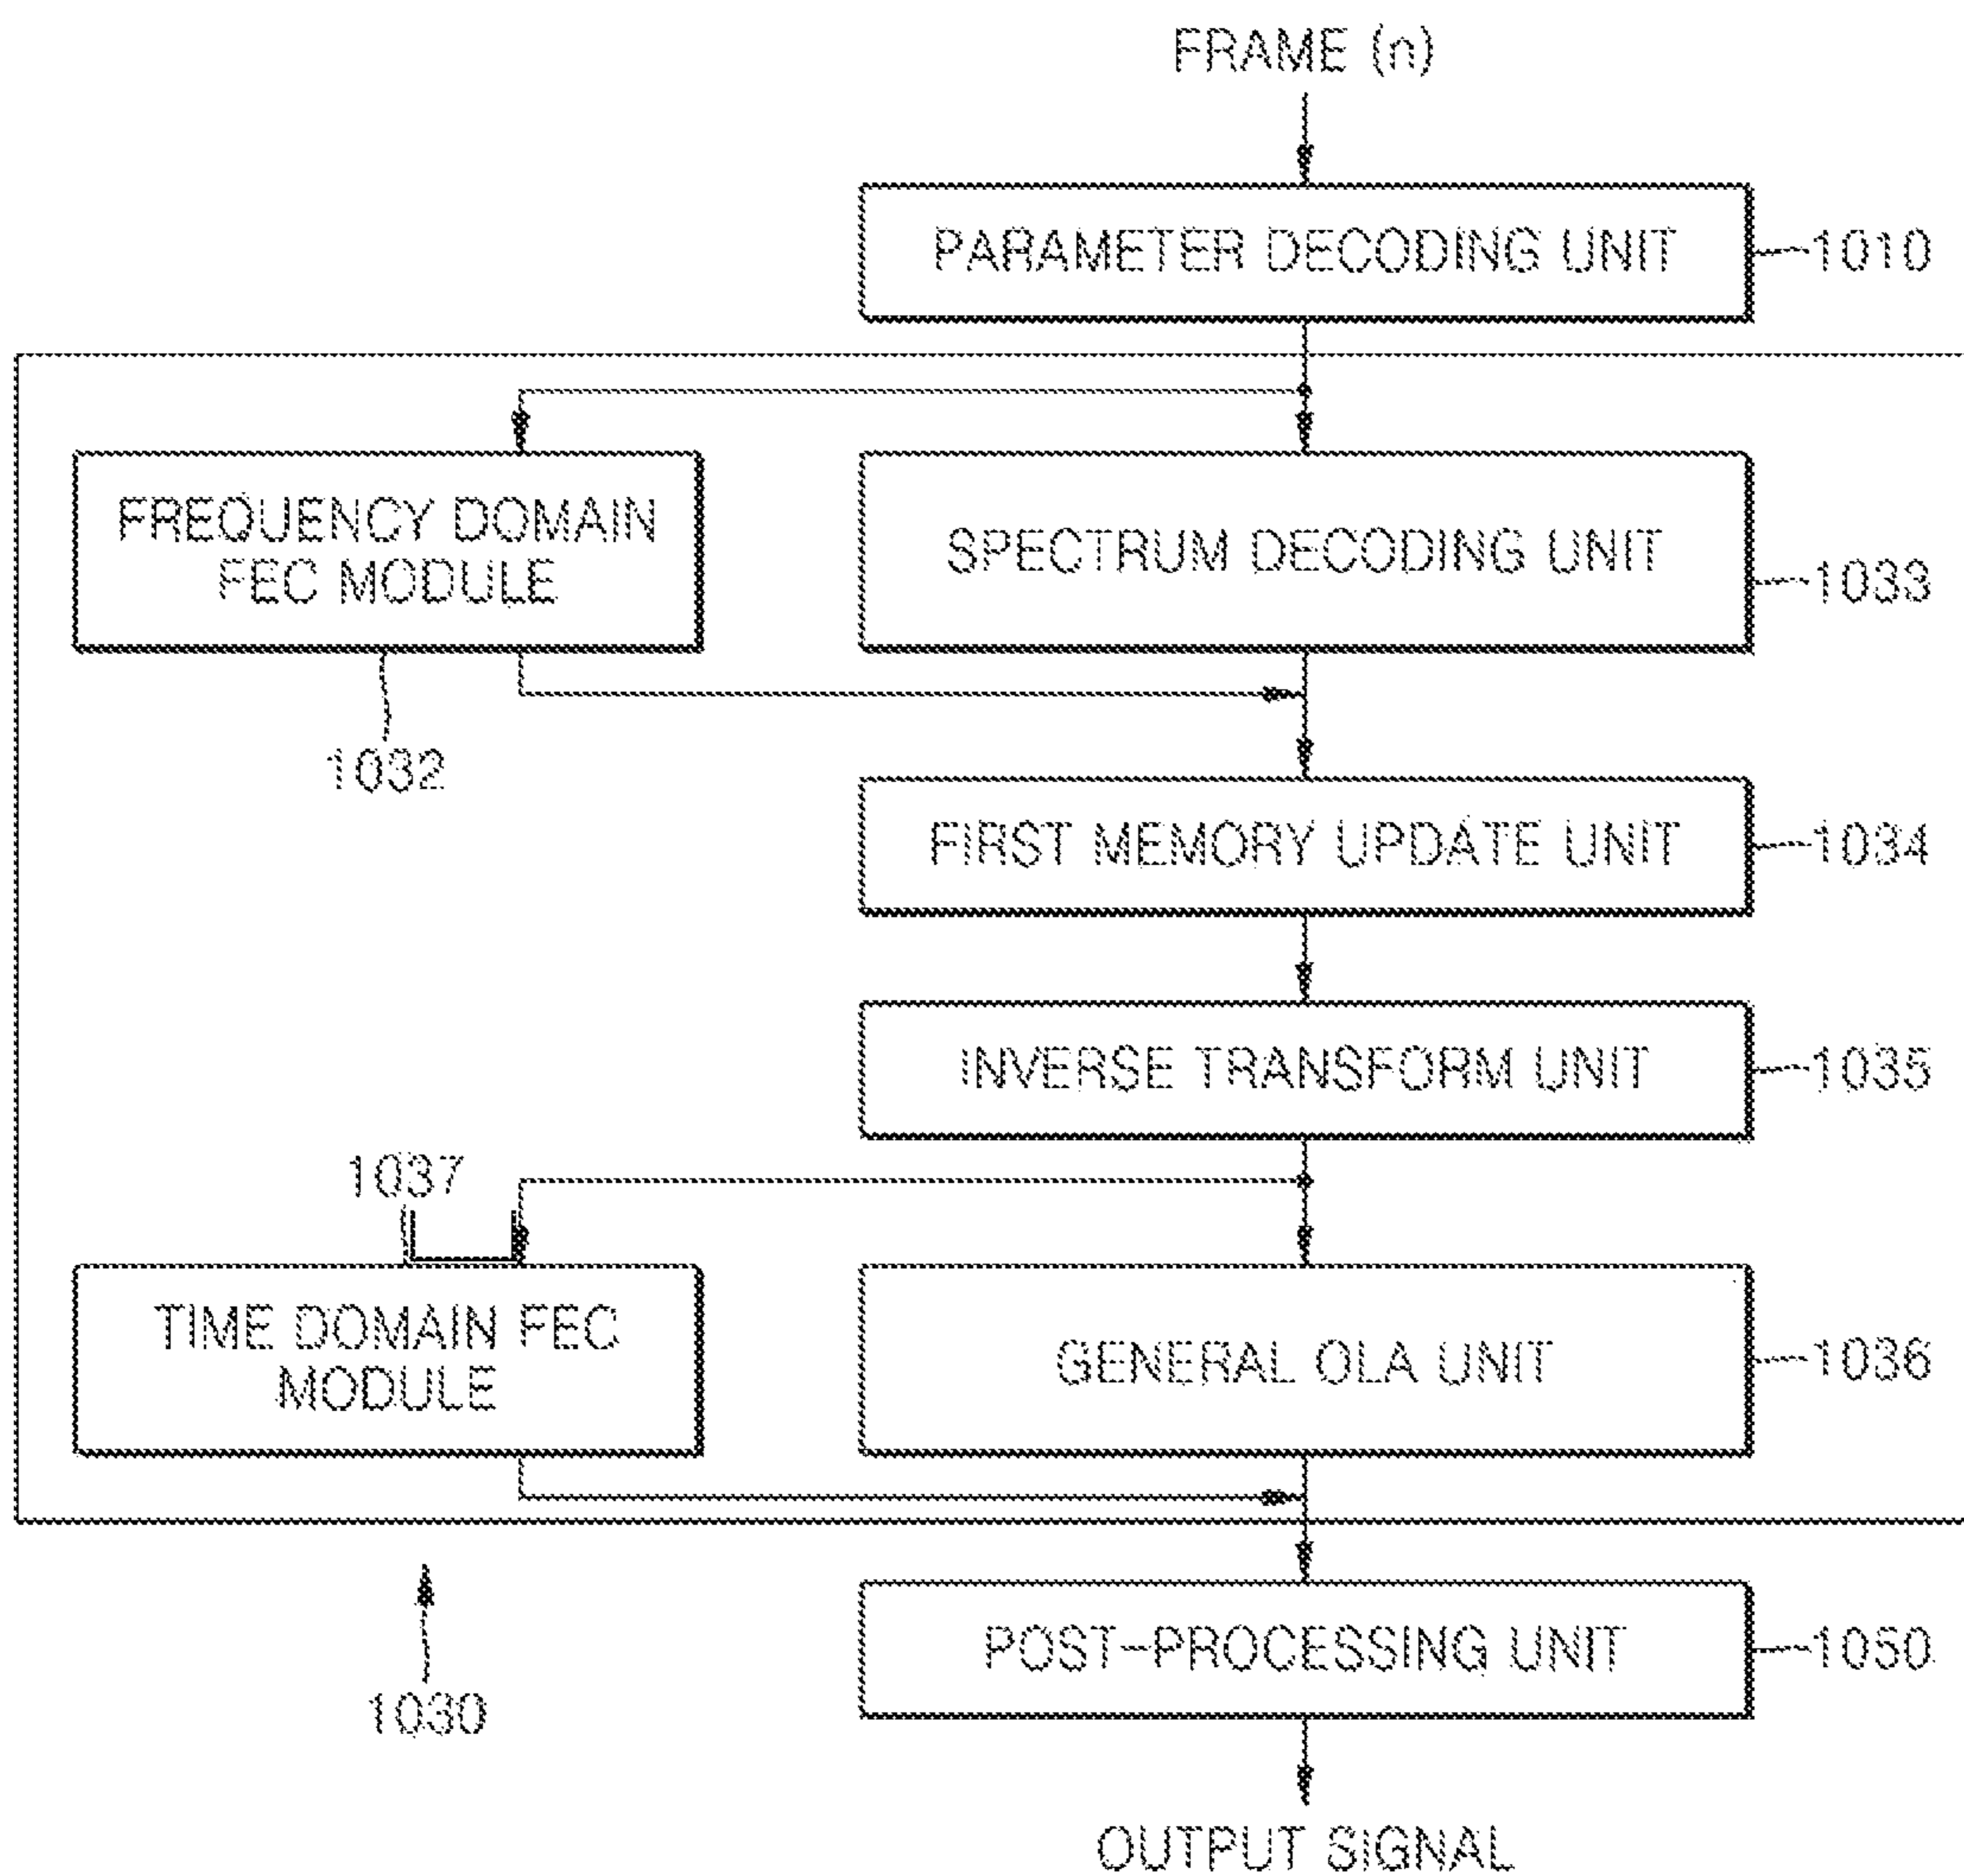 FRAME (n)
PARAMETER DECODING UNIT
1010
FREQUENCY DOMAIN
FEC MODULE
1032
SPECTRUM DECODING UNIT
1033
FIRST MEMORY UPDATE UNIT
1034
INVERSE TRANSFORM UNIT
1035
1037
TIME DOMAIN FEC
MODULE
GENERAL OLA UNIT
1036
1030
POST-PROCESSING UNIT
1050
OUTPUT SIGNAL